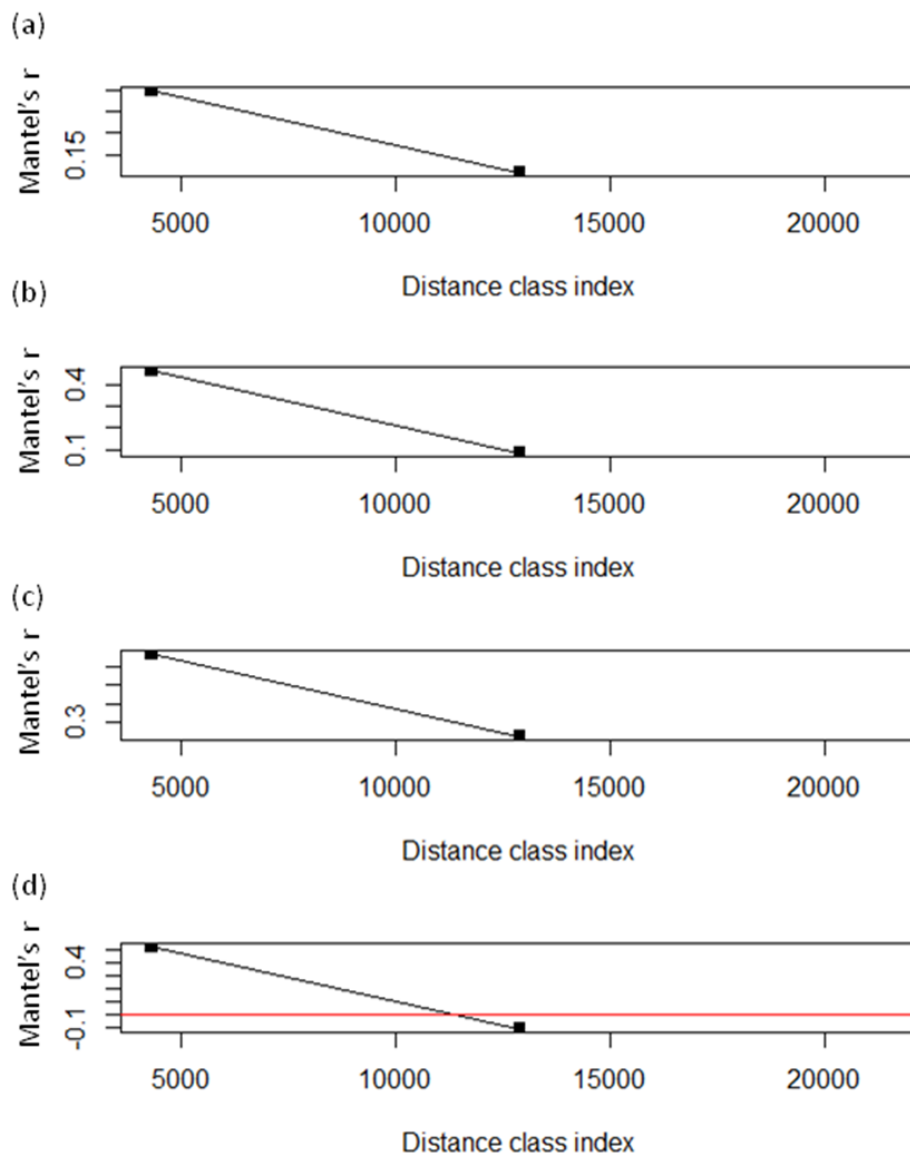 (a)
Mantel's r
0.15
5000 10000 15000 20000
Distance class index
(b)
Mantel's r
0.4
0.1
5000 10000 15000 20000
Distance class index
(c)
Mantel's r
0.3
5000 10000 15000 20000
Distance class index
(d)
Mantel's r
0.4
-0.1
5000 10000 15000 20000
Distance class index